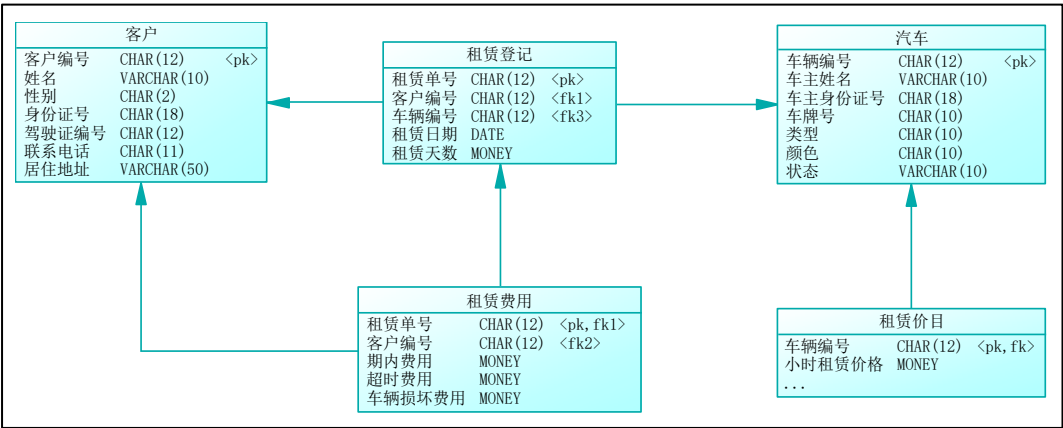 客户
客户编号 CHAR(12) <pk>
姓名 VARCHAR(10)
性别 CHAR(2)
身份证号 CHAR(18)
驾驶证编号 CHAR(12)
联系电话 CHAR(11)
居住地址 VARCHAR(50)
租赁登记
租赁单号 CHAR(12) <pk>
客户编号 CHAR(12) <fk1>
车辆编号 CHAR(12) <fk3>
租赁日期 DATE
租赁天数 MONEY
汽车
车辆编号 CHAR(12) <pk>
车主姓名 VARCHAR(10)
车主身份证号 CHAR(18)
车牌号 CHAR(10)
类型 CHAR(10)
颜色 CHAR(10)
状态 VARCHAR(10)
租赁费用
租赁单号 CHAR(12) <pk,fk1>
客户编号 CHAR(12) <fk2>
期内费用 MONEY
超时费用 MONEY
车辆损坏费用 MONEY
租赁价目
车辆编号 CHAR(12) <pk,fk>
小时租赁价格 MONEY
...